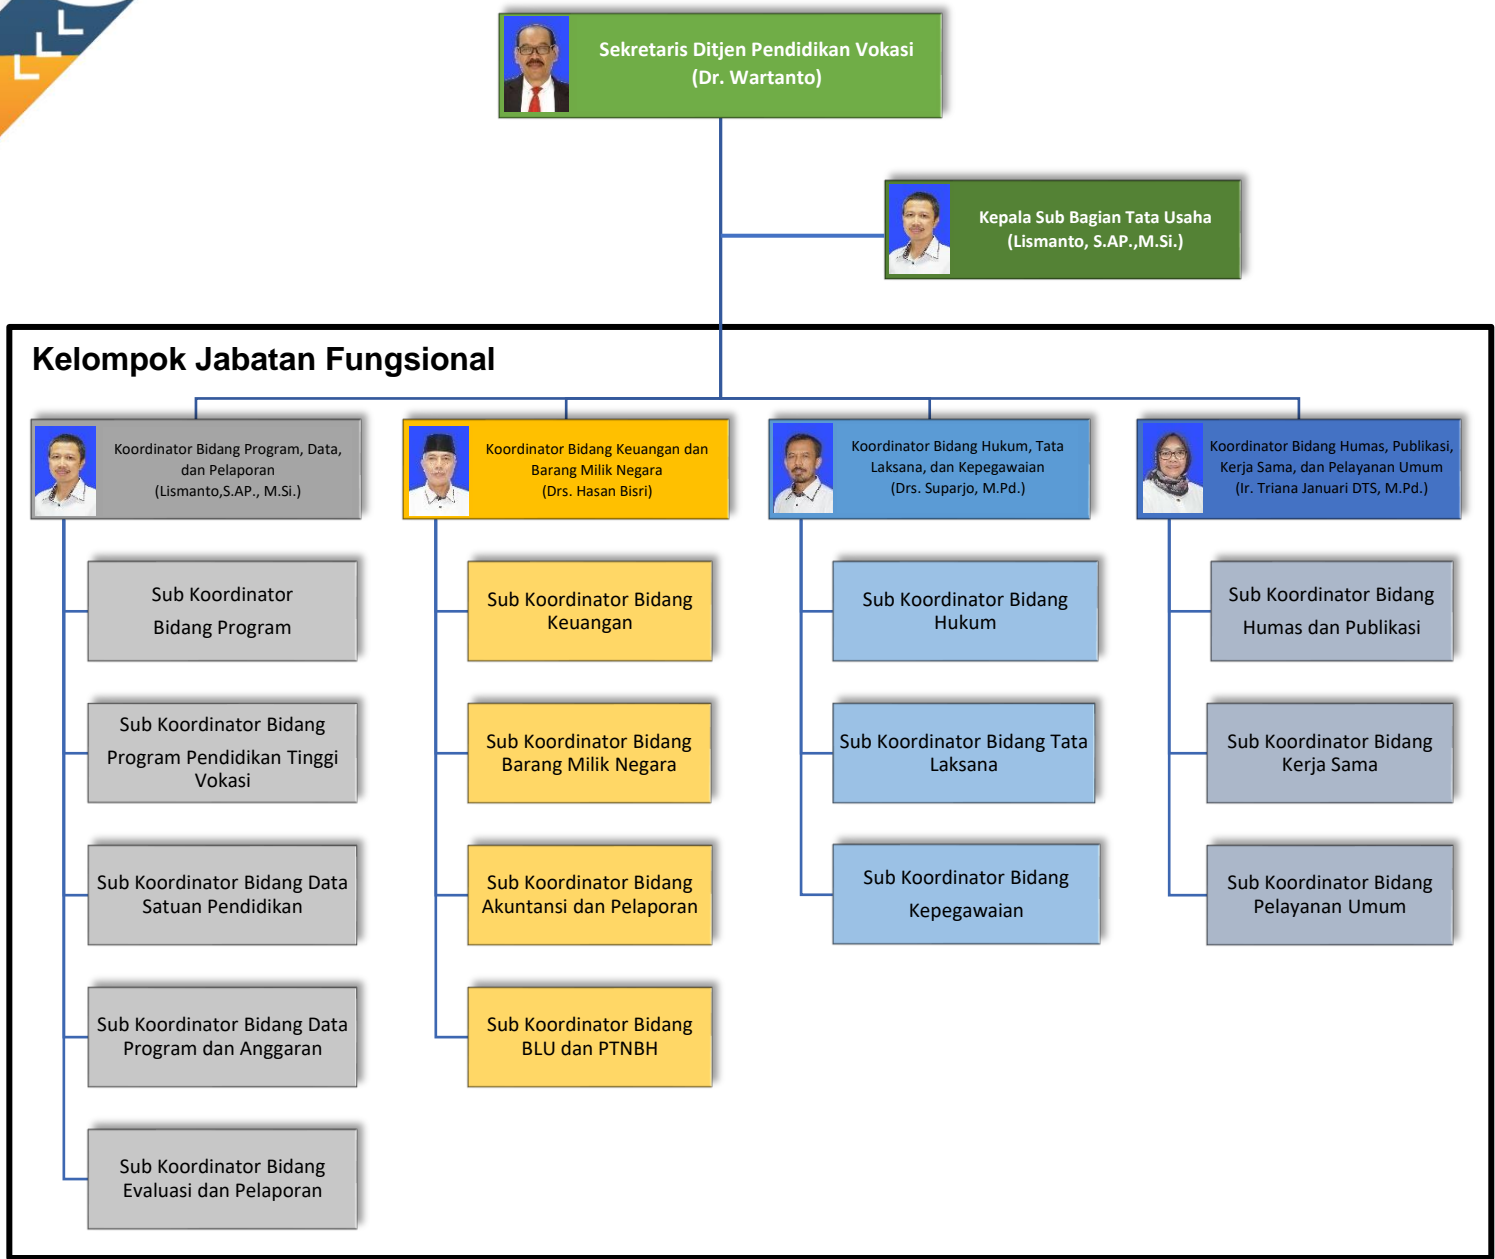 Sekretaris Ditjen Pendidikan Vokasi
(Dr. Wartanto)
Kepala Sub Bagian Tata Usaha
(Lismanto, S.AP.,M.Si.)
Kelompok Jabatan Fungsional
Koordinator Bidang Program, Data,
dan Pelaporan
(Lismanto,S.AP., M.Si.)
Sub Koordinator
Bidang Program
Sub Koordinator Bidang
Program Pendidikan Tinggi
Vokasi
Sub Koordinator Bidang Data
Satuan Pendidikan
Sub Koordinator Bidang Data
Program dan Anggaran
Sub Koordinator Bidang
Evaluasi dan Pelaporan
Koordinator Bidang Keuangan dan
Barang Milik Negara
(Drs. Hasan Bisri)
Sub Koordinator Bidang
Keuangan
Sub Koordinator Bidang
Barang Milik Negara
Sub Koordinator Bidang
Akuntansi dan Pelaporan
Sub Koordinator Bidang
BLU dan PTNBH
Koordinator Bidang Hukum, Tata
Laksana, dan Kepegawaian
(Drs. Suparjo, M.Pd.)
Sub Koordinator Bidang
Hukum
Sub Koordinator Bidang Tata
Laksana
Sub Koordinator Bidang
Kepegawaian
Koordinator Bidang Humas, Publikasi,
Kerja Sama, dan Pelayanan Umum
(Ir. Triana Januari DTS, M.Pd.)
Sub Koordinator Bidang
Humas dan Publikasi
Sub Koordinator Bidang
Kerja Sama
Sub Koordinator Bidang
Pelayanan Umum